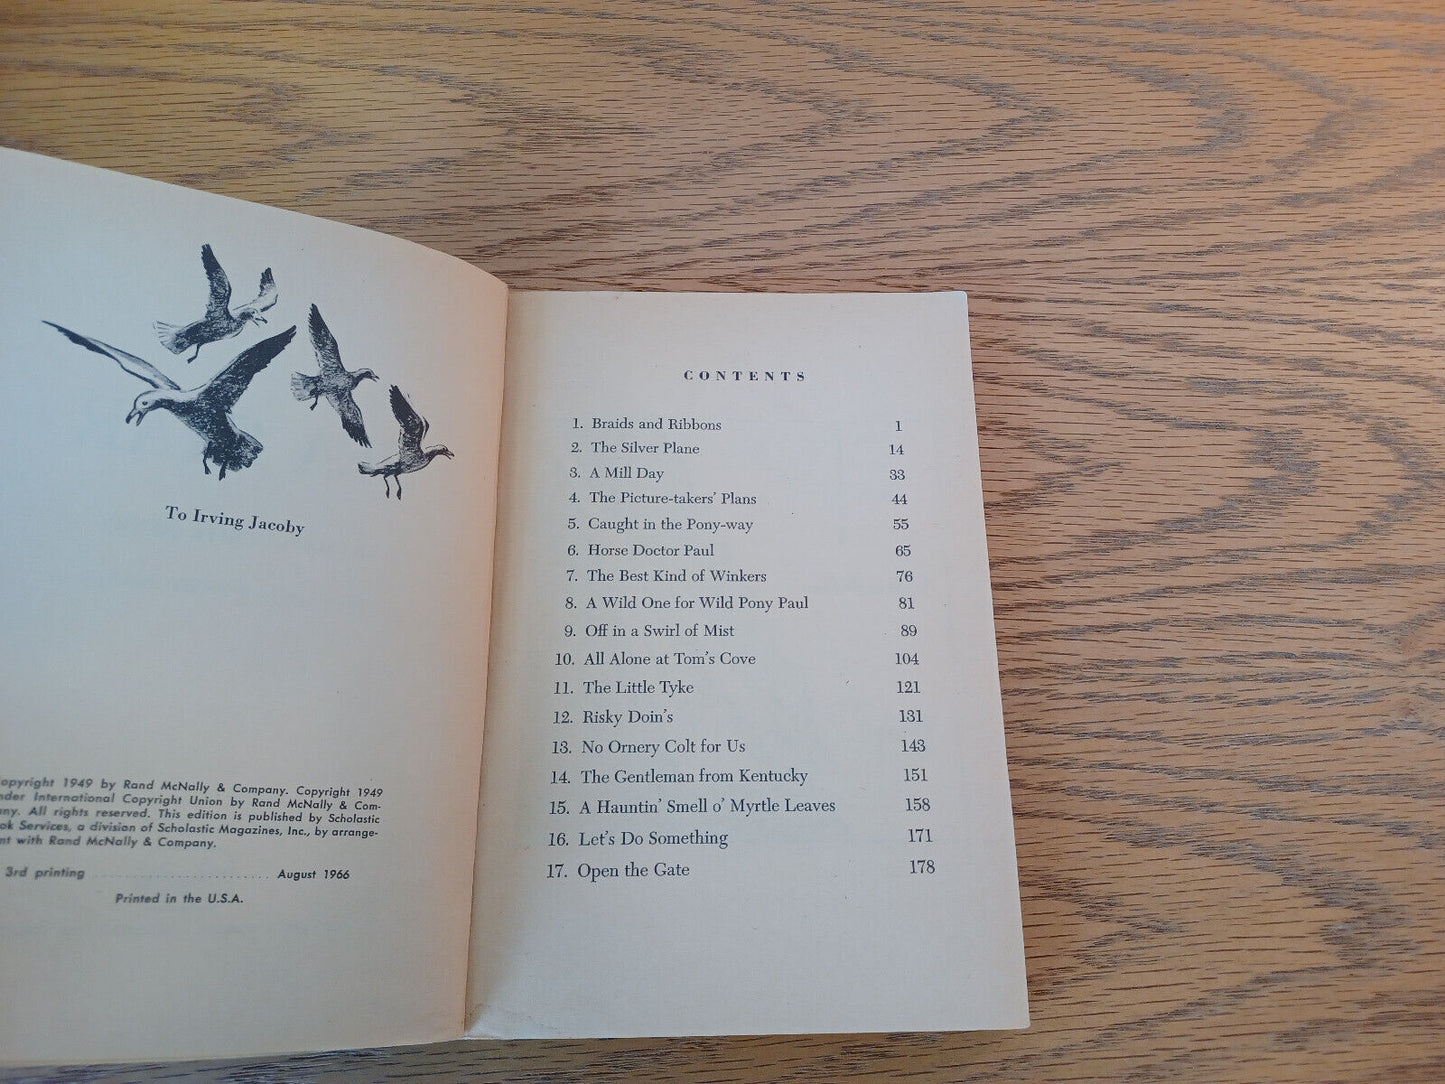 To Irving Jacoby
opyright 1949 by Rand McNally & Company. Copyright 1949
nder International Copyright Union by Rand McNally & Com-
ny. All rights reserved. This edition is published by Scholastic
ok Services, a division of Scholastic Magazines, Inc., by arrange-
nt with Rand McNally & Company.
3rd printing ........................ August 1966
Printed in the U.S.A.
CONTENTS
1. Braids and Ribbons 1
2. The Silver Plane 14
3. A Mill Day 33
4. The Picture-takers' Plans 44
5. Caught in the Pony-way 55
6. Horse Doctor Paul 65
7. The Best Kind of Winkers 76
8. A Wild One for Wild Pony Paul 81
9. Off in a Swirl of Mist 89
10. All Alone at Tom's Cove 104
11. The Little Tyke 121
12. Risky Doin's 131
13. No Ornery Colt for Us 143
14. The Gentleman from Kentucky 151
15. A Hauntin' Smell o' Myrtle Leaves 158
16. Let's Do Something 171
17. Open the Gate 178